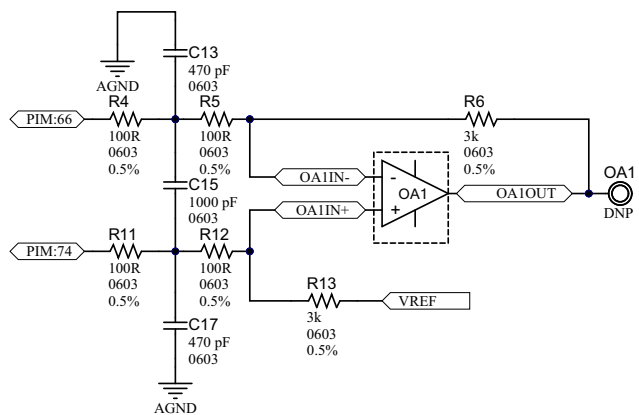 C13
470 pF
0603
AGND
R4
R5
R6
PIM:66
100R
0603
0.5%
100R
0603
0.5%
3k
0603
0.5%
OA1IN-
-
OA1
OA1OUT
OA1
DNP
C15
1000 pF
0603
OA1IN+
+
R11
R12
PIM:74
100R
0603
0.5%
100R
0603
0.5%
R13
VREF
3k
0603
0.5%
C17
470 pF
0603
AGND